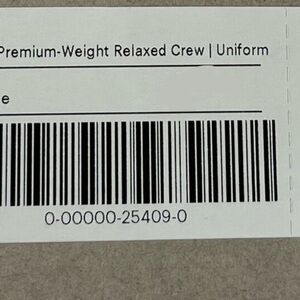 Premium-Weight Relaxed Crew | Uniform
e
0-00000-25409-0